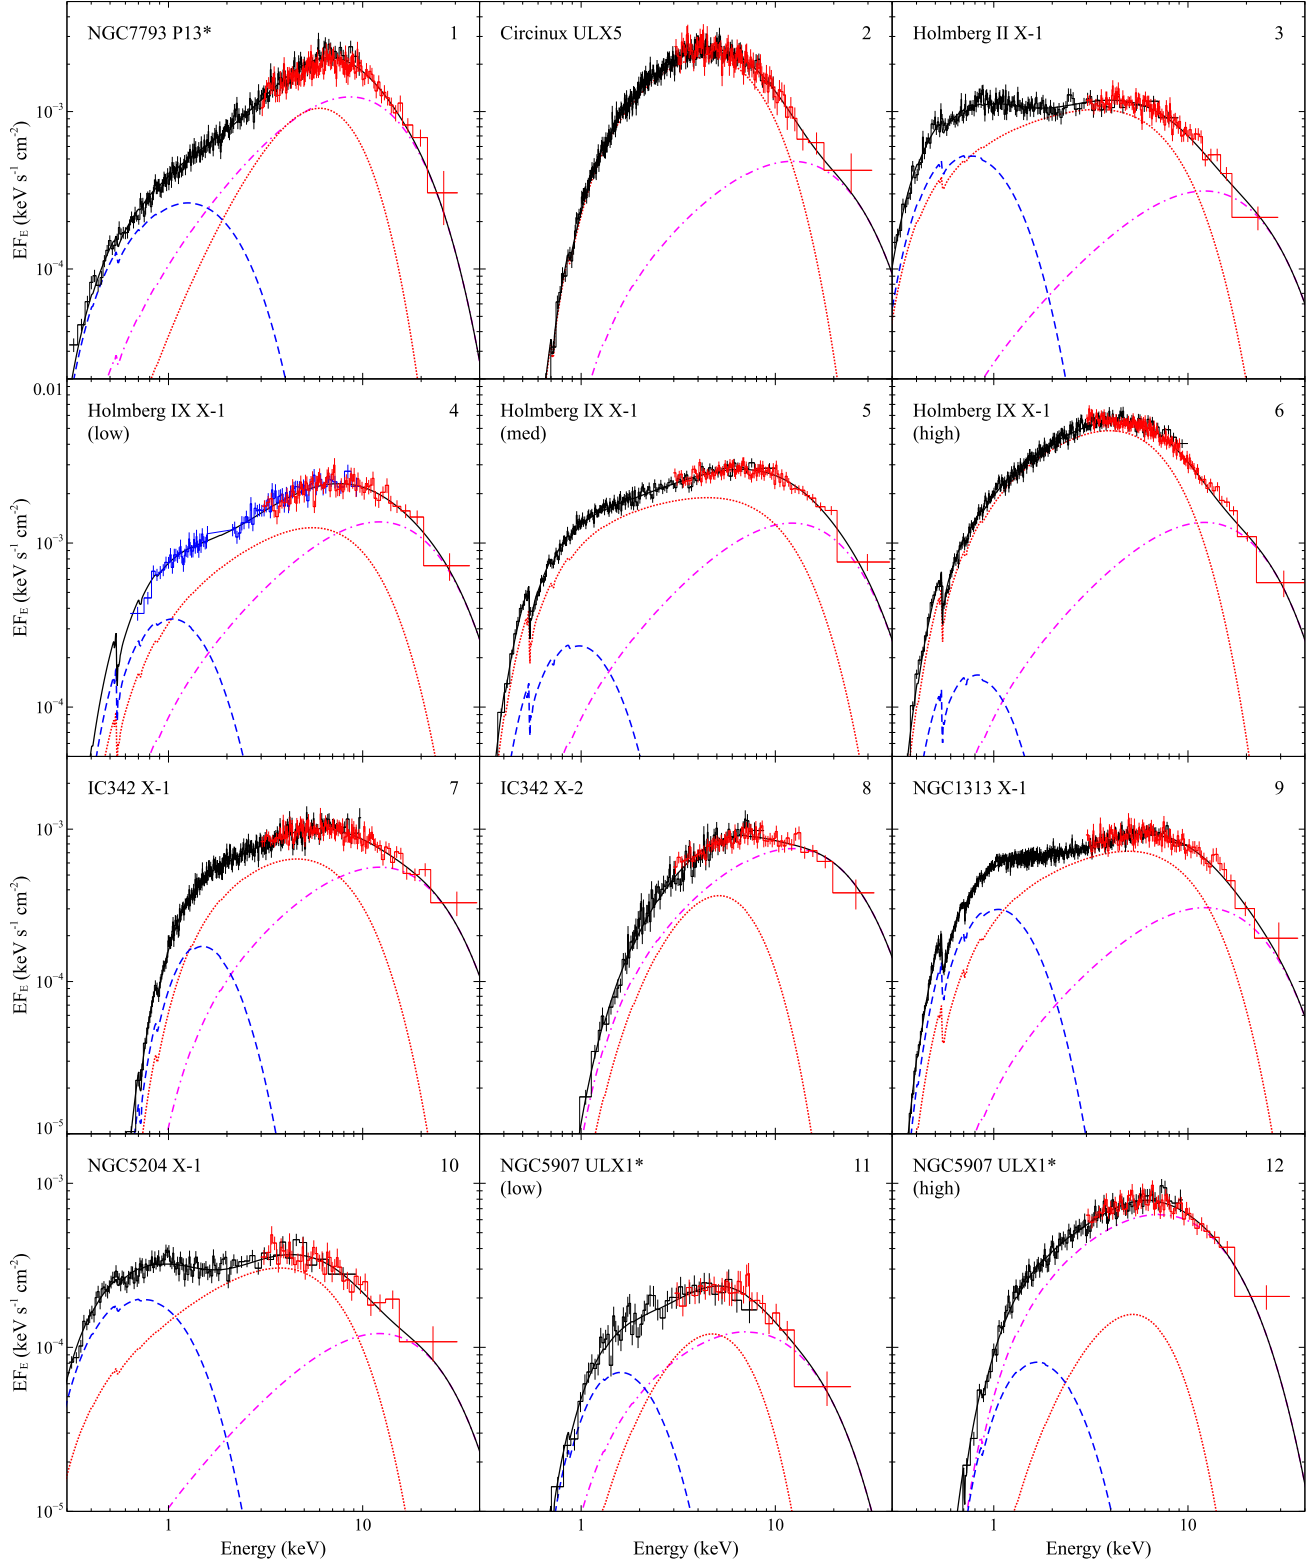 NGC7793 P13* 1
Circinux ULX5 2
Holmberg II X-1 3
10⁻³
10⁻⁴
EF_E (keV s⁻¹ cm⁻²)
0.01
Holmberg IX X-1 4
(low)
Holmberg IX X-1 5
(med)
Holmberg IX X-1 6
(high)
10⁻³
10⁻⁴
EF_E (keV s⁻¹ cm⁻²)
IC342 X-1 7
IC342 X-2 8
NGC1313 X-1 9
10⁻³
10⁻⁴
10⁻⁵
EF_E (keV s⁻¹ cm⁻²)
NGC5204 X-1 10
NGC5907 ULX1* 11
(low)
NGC5907 ULX1* 12
(high)
10⁻³
10⁻⁴
10⁻⁵
EF_E (keV s⁻¹ cm⁻²)
1 10 1 10 1 10
Energy (keV) Energy (keV) Energy (keV)